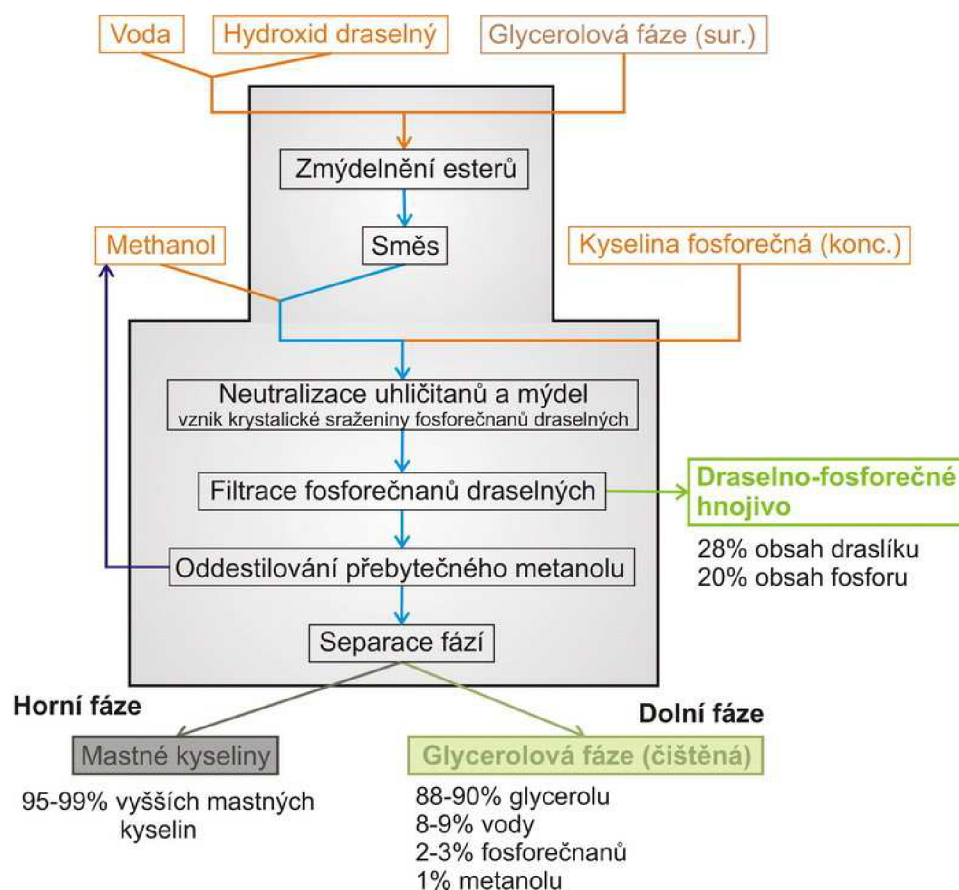 Voda
Hydroxid draselný
Glycerolová fáze (sur.)
Zmýdelnění esterů
Methanol
Směs
Kyselina fosforečná (konc.)
Neutralizace uhličitanů a mýdel
vznik krystalické sraženiny fosforečnanů draselných
Filtrace fosforečnanů draselných
Draselno-fosforečné
hnojivo
28% obsah draslíku
20% obsah fosforu
Oddestilování přebytečného metanolu
Separace fází
Horní fáze
Dolní fáze
Mastné kyseliny
Glycerolová fáze (čištěná)
95-99% vyšších mastných
kyselin
88-90% glycerolu
8-9% vody
2-3% fosforečnanů
1% metanolu